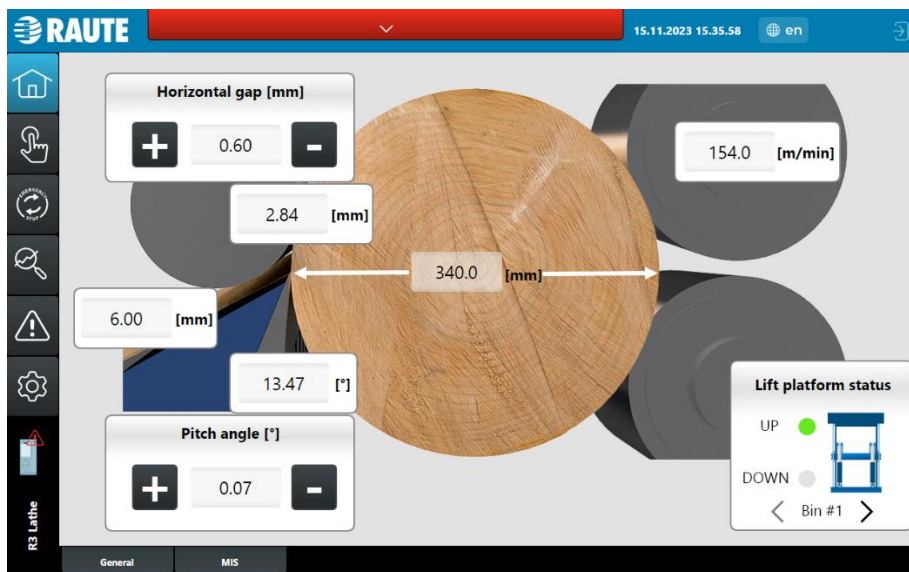 RAUTE
15.11.2023 15.35.58
en
Horizontal gap [mm]
+ 0.60 -
154.0 [m/min]
2.84 [mm]
340.0 [mm]
6.00 [mm]
13.47 [°]
Pitch angle [°]
+ 0.07 -
Lift platform status
UP
DOWN
Bin #1
EMERGENCY
STOP
R3 Lathe
General
MIS